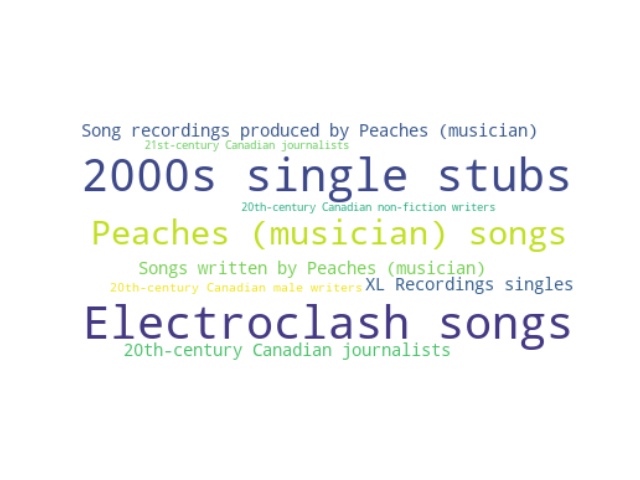 Song recordings produced by Peaches (musician)
21st-century Canadian journalists
2000s single stubs
20th-century Canadian non-fiction writers
Peaches (musician) songs
Songs written by Peaches (musician)
20th-century Canadian male writers XL Recordings singles
Electroclash songs
20th-century Canadian journalists